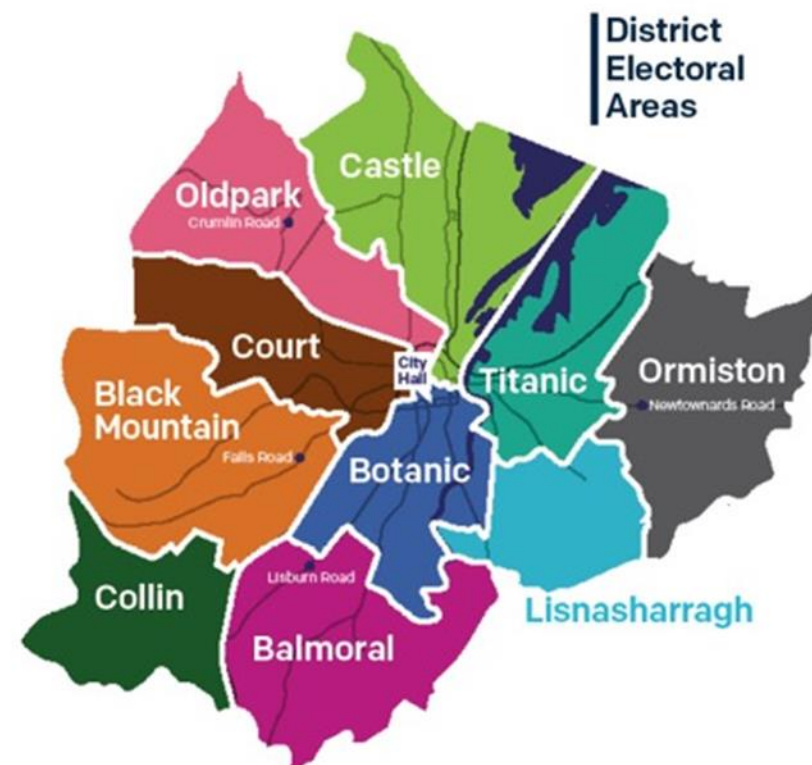 District
Electoral
Areas
Castle
Oldpark
Crumlin Road
Court
City
Hall
Titanic
Ormiston
Newtownards Road
Black
Mountain
Falls Road
Botanic
Lisburn Road
Collin
Lisnasharragh
Balmoral